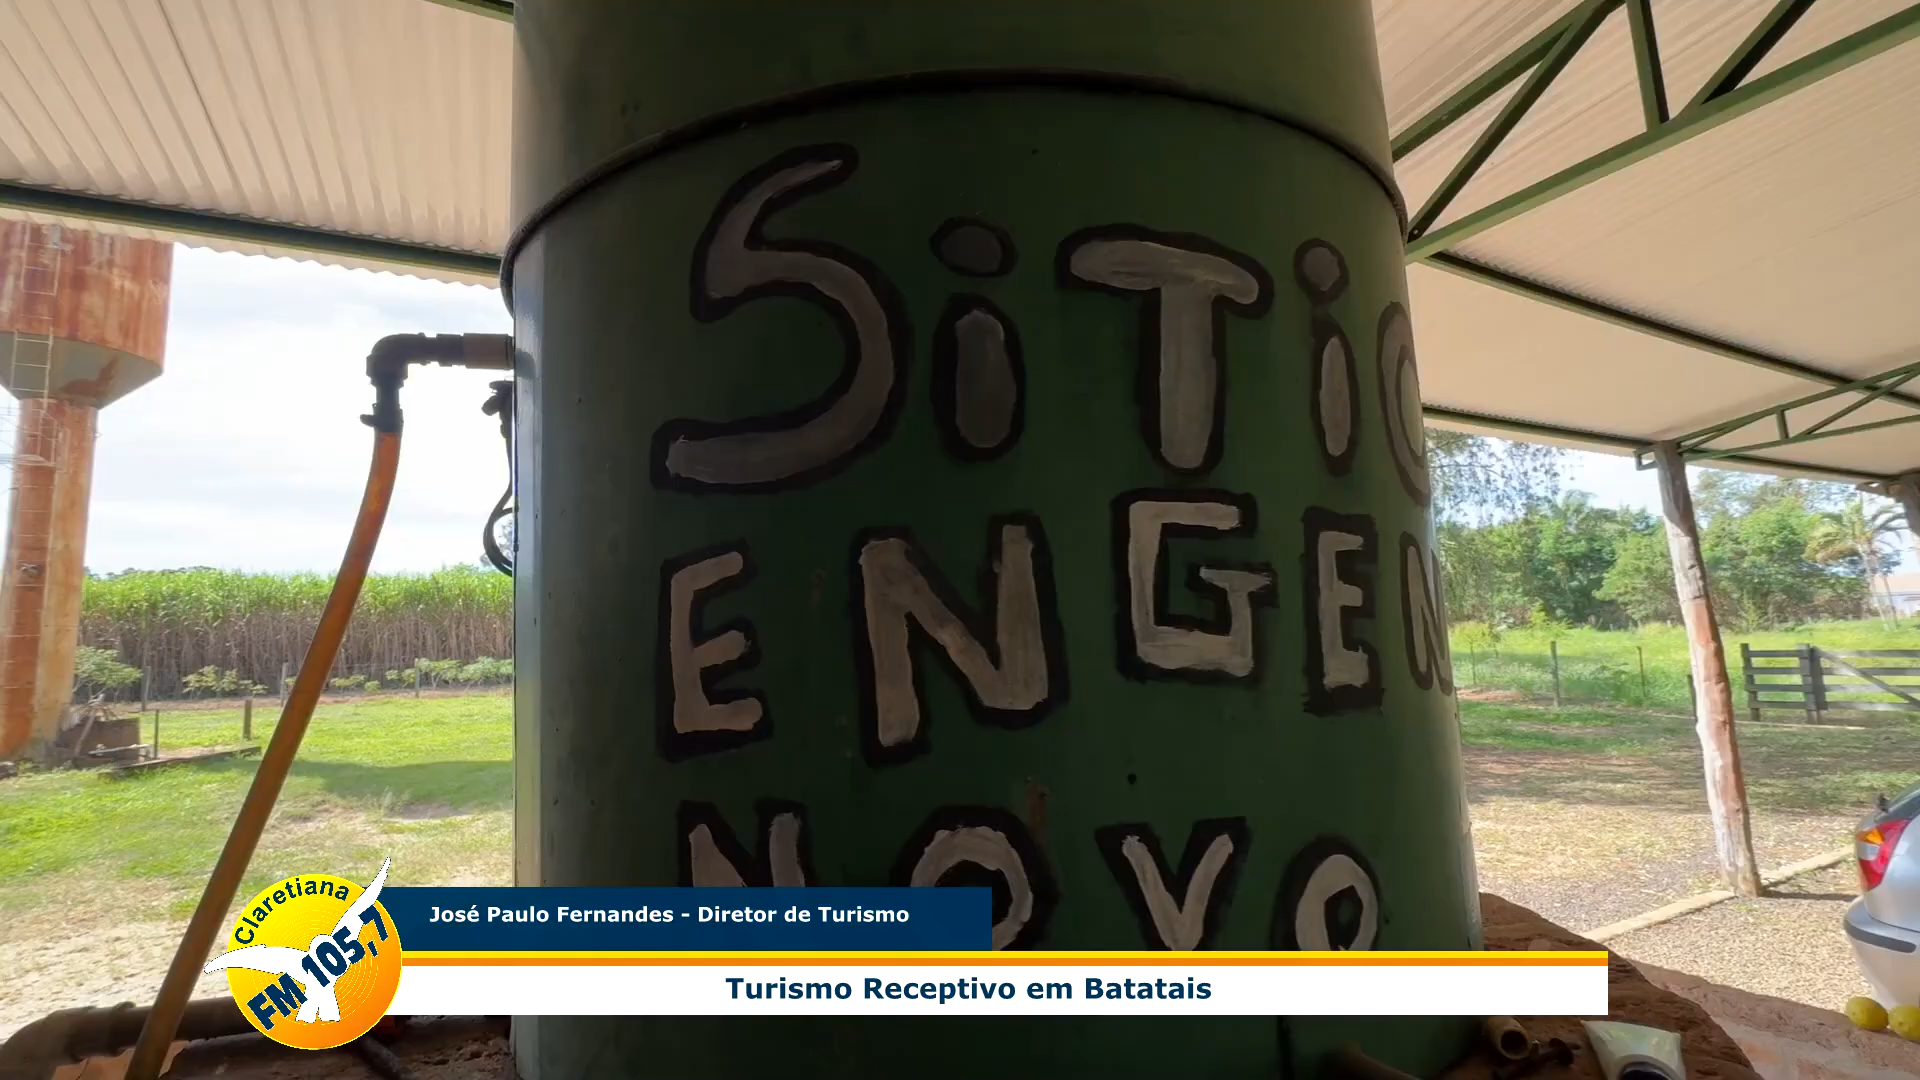 SiTiO
ENGEN
NOVO
Claretiana
FM 105,7
José Paulo Fernandes - Diretor de Turismo
Turismo Receptivo em Batatais